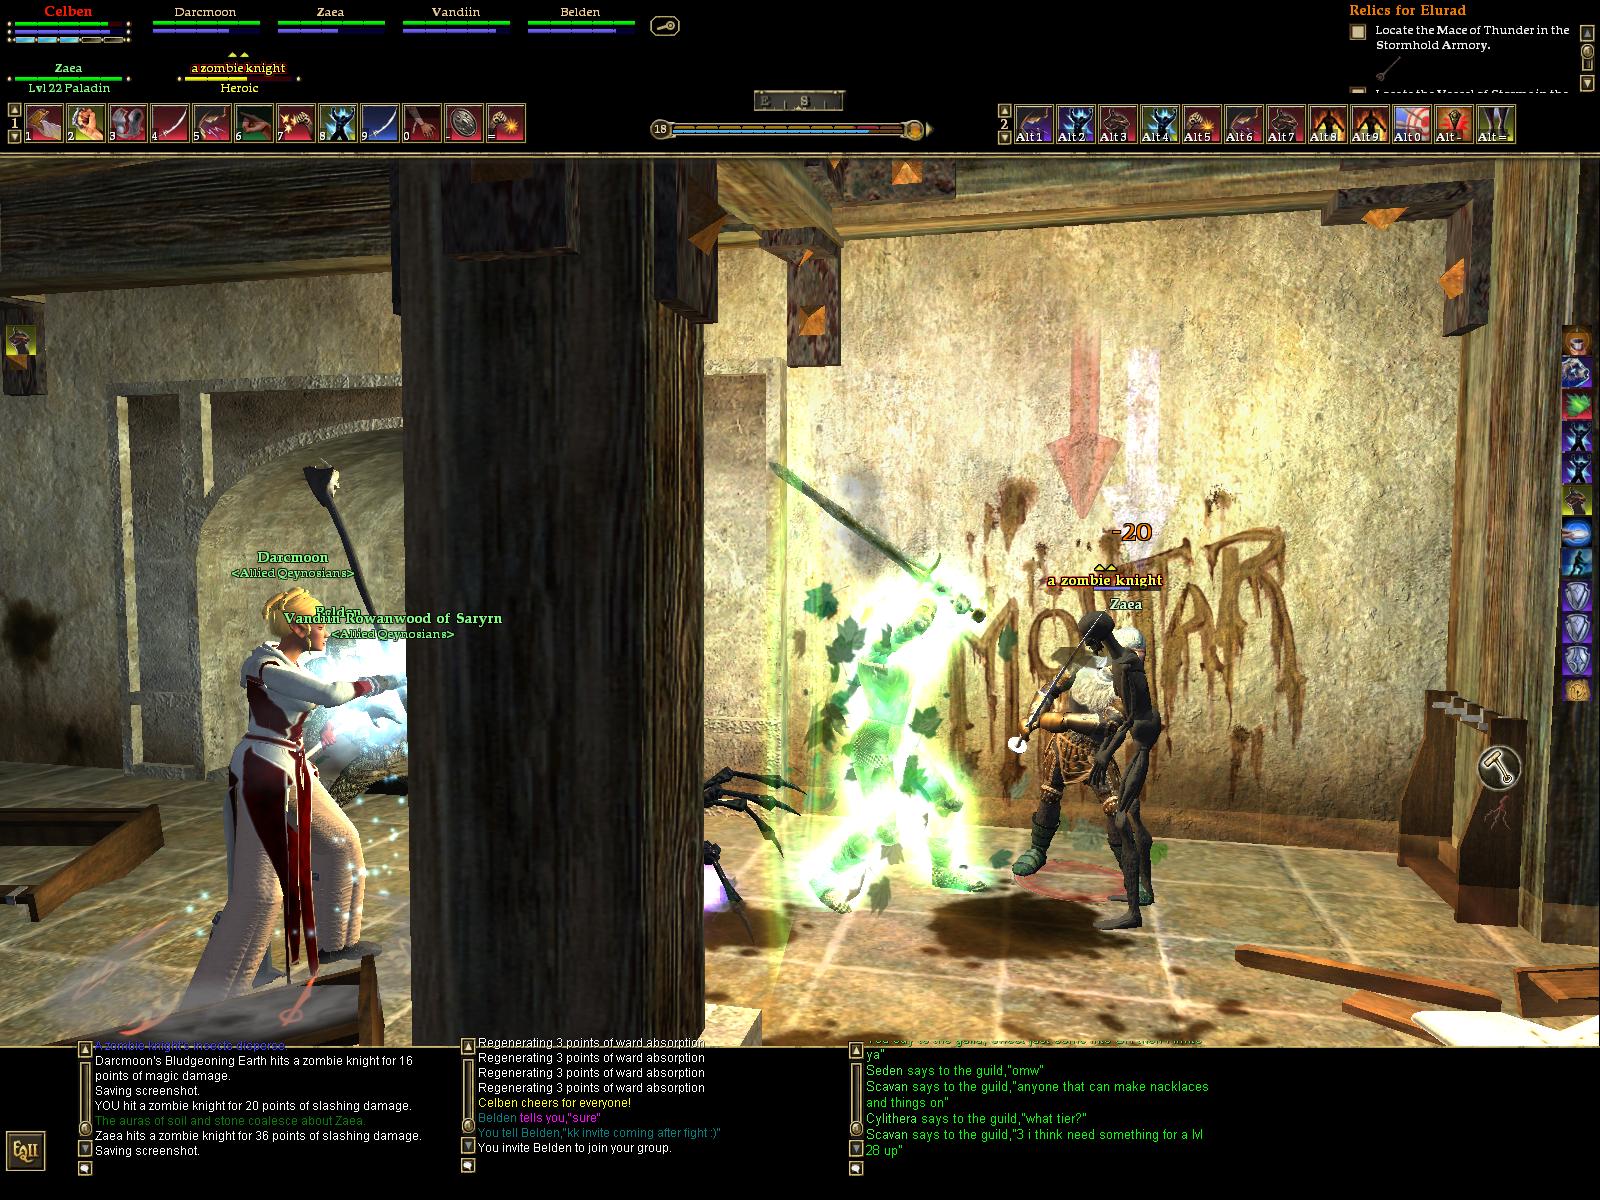 Celben
Darcmoon
Zaea
Vandiin
Belden
Relics for Elurad
Locate the Mace of Thunder in the
Stormhold Armory.
Zaea
Lvl 22 Paladin
a zombie knight
Heroic
E S
1
1 2 3 4 5 6 7 8 9 0 - =
18
2
Alt1 Alt2 Alt3 Alt4 Alt5 Alt6 Alt7 Alt8 Alt9 Alt0 Alt- Alt=
Darcmoon
<Allied Qeynosians>
Belden
Vandiin Rowanwood of Saryrn
<Allied Qeynosians>
-20
a zombie knight
Zaea
A zombie knight's insects disperse.
Darcmoon's Bludgeoning Earth hits a zombie knight for 16
points of magic damage.
Saving screenshot.
YOU hit a zombie knight for 20 points of slashing damage.
The auras of soil and stone coalesce about Zaea.
Zaea hits a zombie knight for 36 points of slashing damage.
Saving screenshot.
Regenerating 3 points of ward absorption
Regenerating 3 points of ward absorption
Regenerating 3 points of ward absorption
Regenerating 3 points of ward absorption
Celben cheers for everyone!
Belden tells you,"sure"
You tell Belden,"kk invite coming after fight :)"
You invite Belden to join your group.
ya"
Seden says to the guild,"omw"
Scavan says to the guild,"anyone that can make nacklaces
and things on"
Cylithera says to the guild,"what tier?"
Scavan says to the guild,"3 i think need something for a lvl
28 up"
EQII